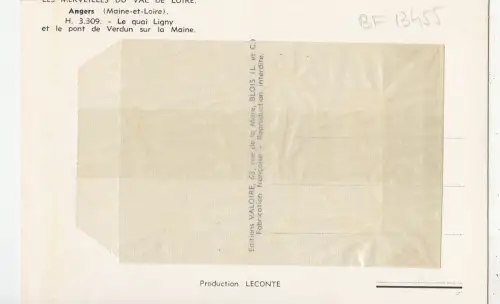 LES MERVEILLES DU VAL DE LOIRE.
Angers (Maine-et-Loire).
H. 3.309. - Le quai Ligny
et le pont de Verdun sur la Maine.
BF 13455
Editions VALOIRE, 53, rue de la Mare, BLOIS (L. et C.)
Fabrication française - Reproduction interdite.
Production LECONTE